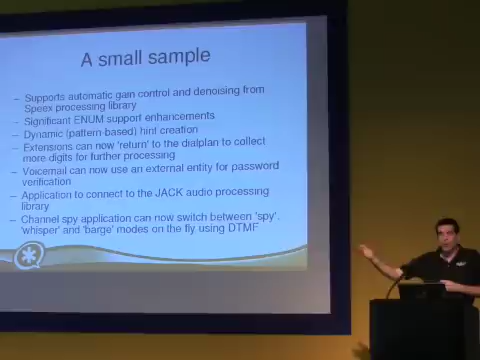 A small sample
– Supports automatic gain control and denoising from
Speex processing library
– Significant ENUM support enhancements
– Dynamic (pattern-based) hint creation
– Extensions can now 'return' to the dialplan to collect
more digits for further processing
– Voicemail can now use an external entity for password
verification
– Application to connect to the JACK audio processing
library
– Channel spy application can now switch between 'spy',
'whisper' and 'barge' modes on the fly using DTMF